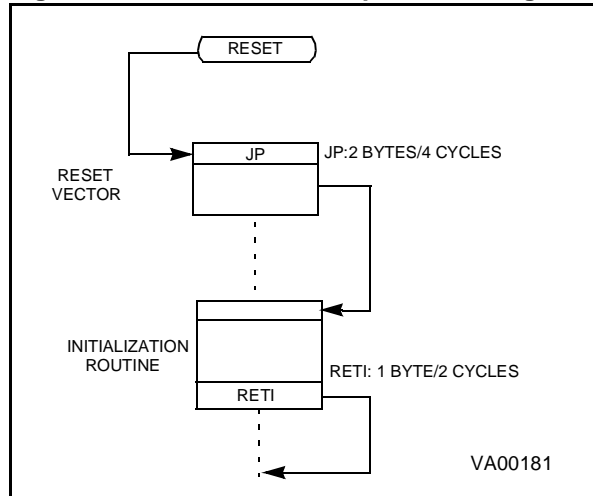 RESET
JP
JP:2 BYTES/4 CYCLES
RESET
VECTOR
INITIALIZATION
ROUTINE
RETI: 1 BYTE/2 CYCLES
RETI
VA00181